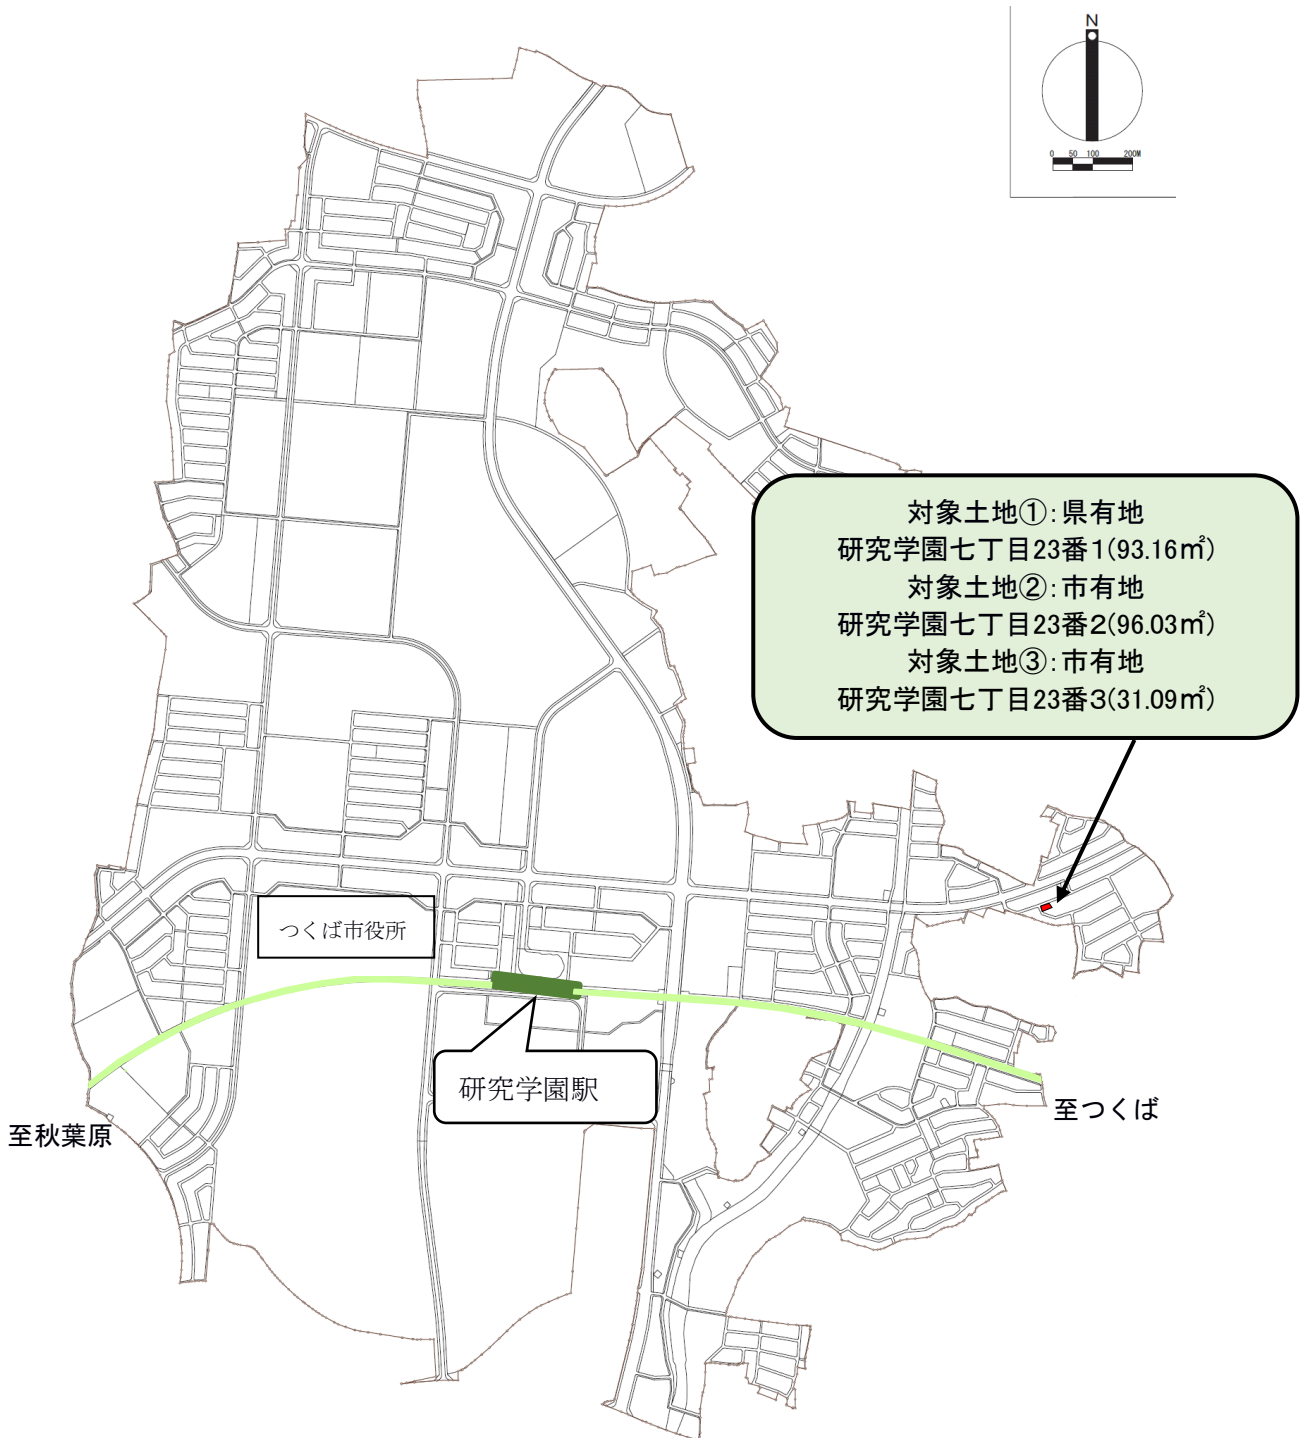 N
0 50 100 200M
対象土地①:県有地
研究学園七丁目23番1(93.16㎡)
対象土地②:市有地
研究学園七丁目23番2(96.03㎡)
対象土地③:市有地
研究学園七丁目23番3(31.09㎡)
つくば市役所
研究学園駅
至つくば
至秋葉原